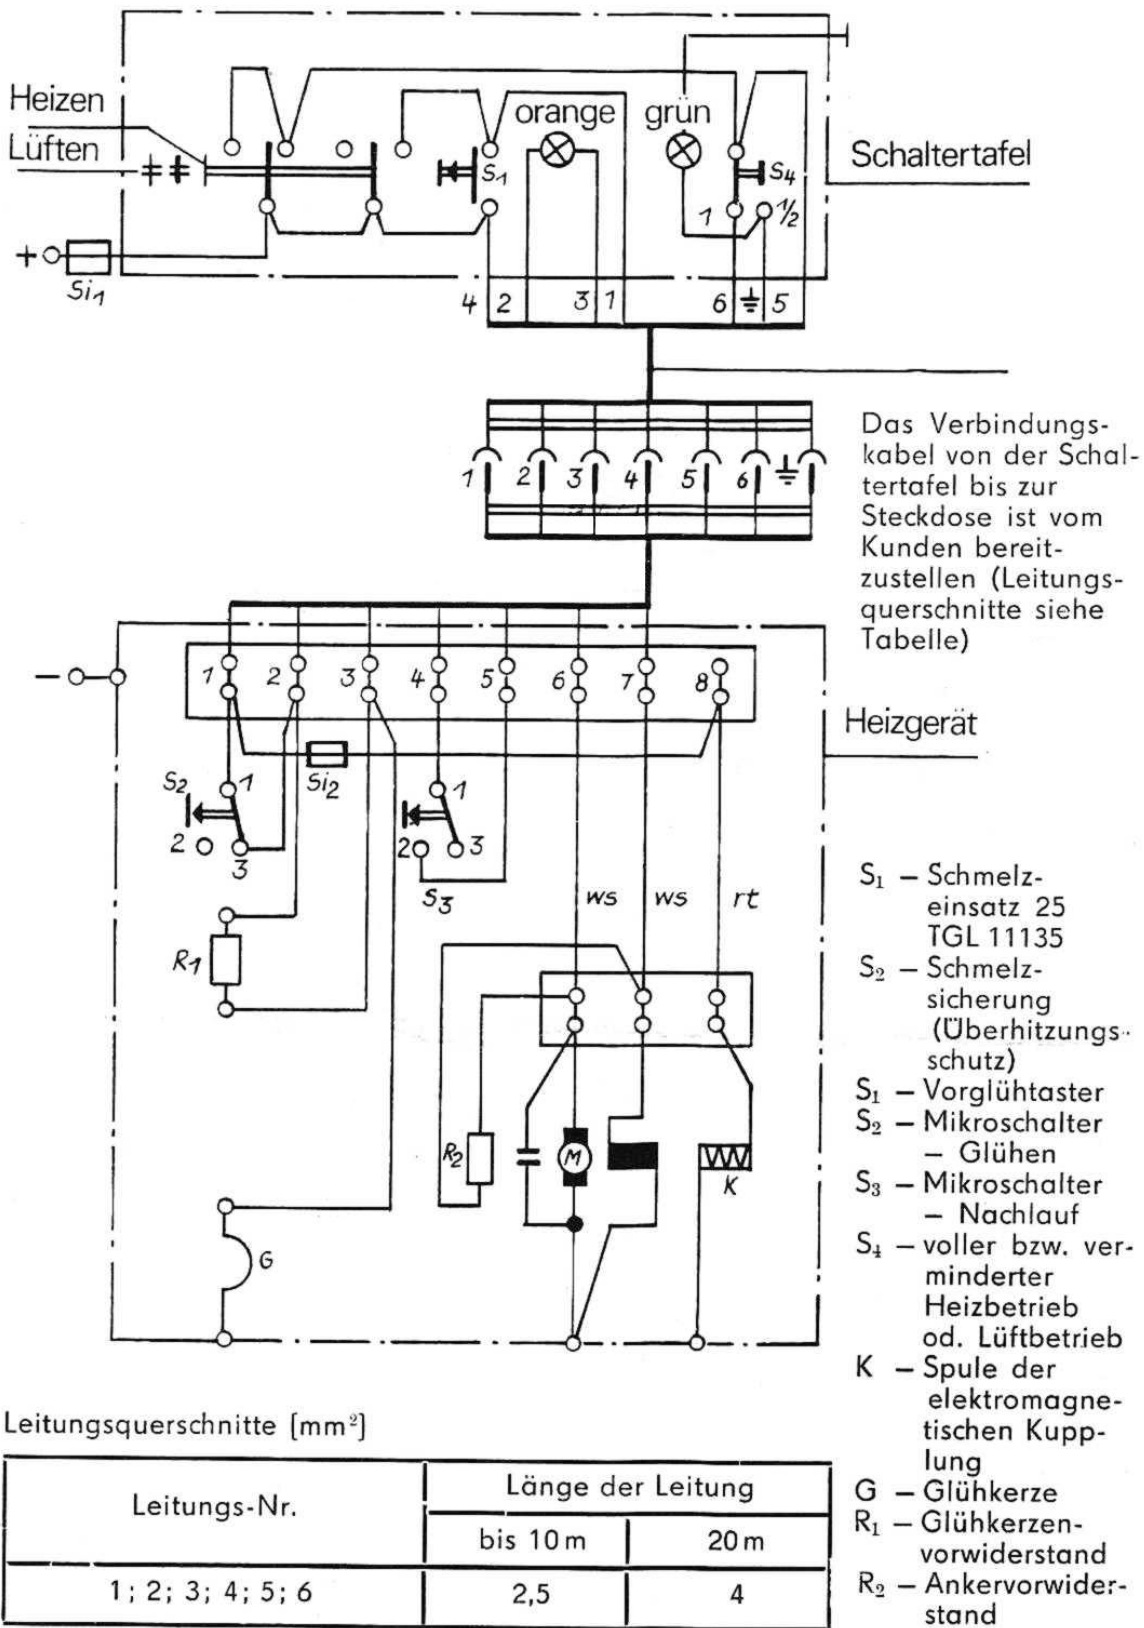 orange grün
Heizen
Lüften
S1
S4
1 1/2
Schaltertafel
+
Si1
4 2 3 1 6 5
1 2 3 4 5 6
Das Verbindungs-
kabel von der Schal-
tertafel bis zur
Steckdose ist vom
Kunden bereit-
zustellen (Leitungs-
querschnitte siehe
Tabelle)
−
1 2 3 4 5 6 7 8
Heizgerät
Si2
S2 1
2 3
1
2 3
S3
ws ws rt
R1
R2
M
K
G
S1 – Schmelz-
einsatz 25
TGL 11135
S2 – Schmelz-
sicherung
(Überhitzungs-
schutz)
S1 – Vorglühtaster
S2 – Mikroschalter
– Glühen
S3 – Mikroschalter
– Nachlauf
S4 – voller bzw. ver-
minderter
Heizbetrieb
od. Lüftbetrieb
K – Spule der
elektromagne-
tischen Kupp-
lung
G – Glühkerze
R1 – Glühkerzen-
vorwiderstand
R2 – Ankervorwider-
stand
Leitungsquerschnitte [mm²]
Leitungs-Nr. Länge der Leitung
bis 10 m 20 m
1; 2; 3; 4; 5; 6 2,5 4